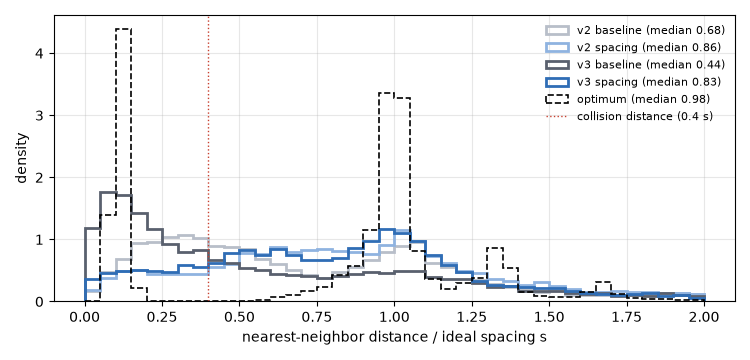 v2 baseline (median 0.68)
v2 spacing (median 0.86)
v3 baseline (median 0.44)
v3 spacing (median 0.83)
optimum (median 0.98)
collision distance (0.4 s)
density
4
3
2
1
0
0.00 0.25 0.50 0.75 1.00 1.25 1.50 1.75 2.00
nearest-neighbor distance / ideal spacing s